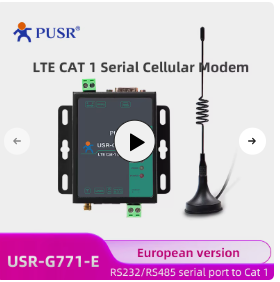 PUSR®
LTE CAT 1 Serial Cellular Modem
USR-G771-E
European version
RS232/RS485 serial port to Cat 1